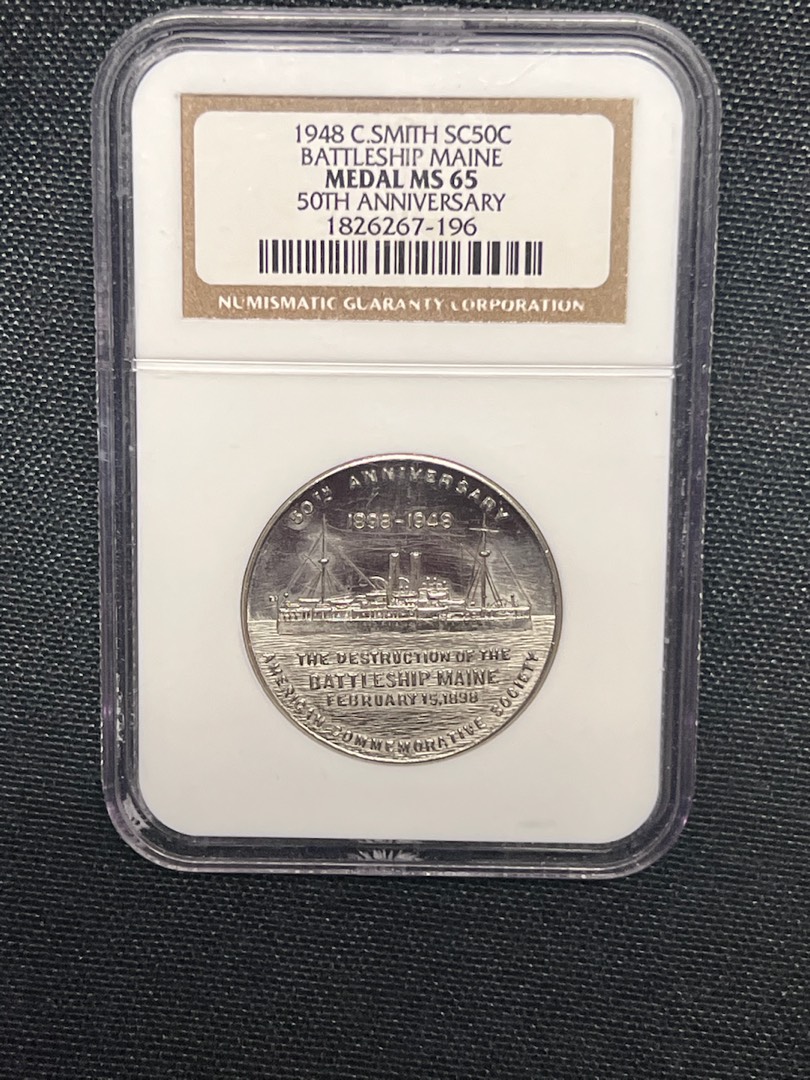 1948 C.SMITH SC50C
BATTLESHIP MAINE
MEDAL MS 65
50TH ANNIVERSARY
1826267-196
NUMISMATIC GUARANTY CORPORATION
50TH ANNIVERSARY
1898-1948
THE DESTRUCTION OF THE
BATTLESHIP MAINE
FEBRUARY 15, 1898
AMERICAN COMMEMORATIVE SOCIETY